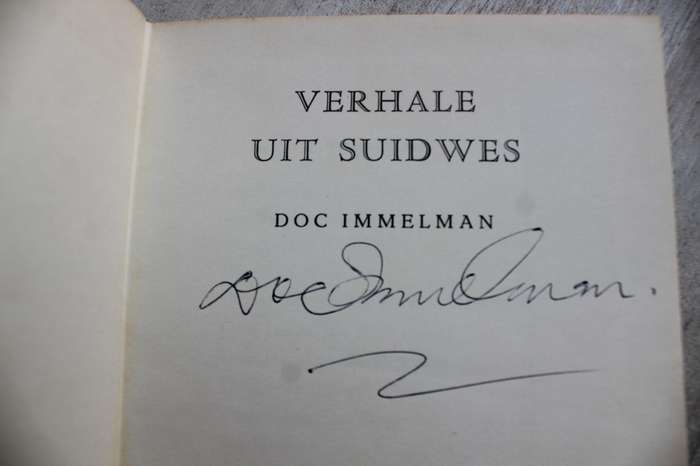 VERHALE
UIT SUIDWES
DOC IMMELMAN
Doc Immelman.